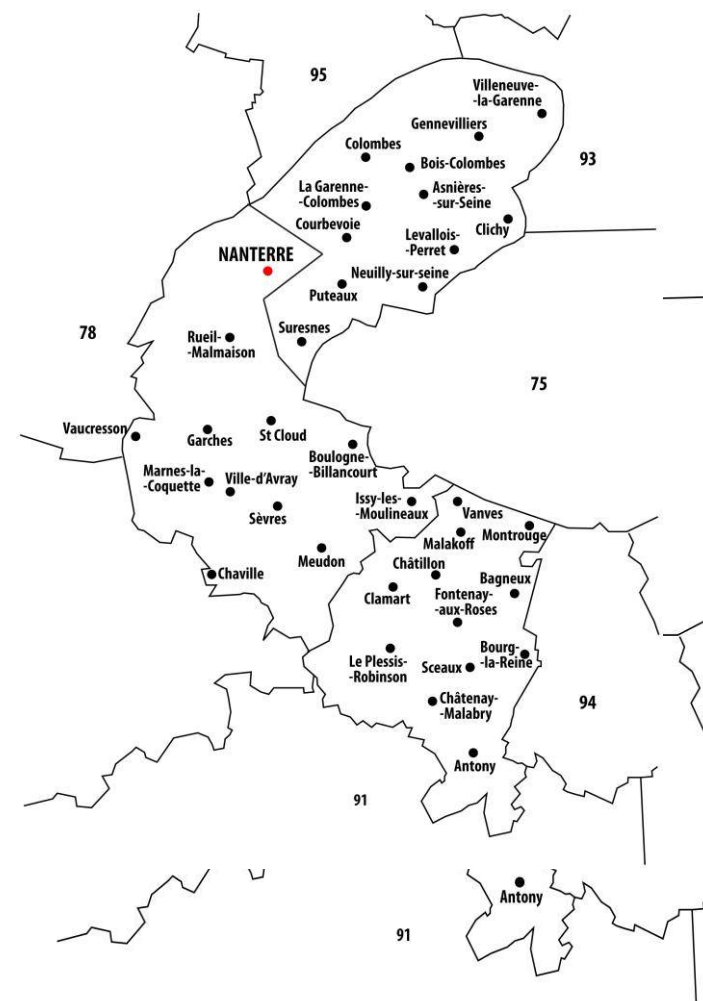 95
Villeneuve-
-la-Garenne
Gennevilliers
93
Colombes
Bois-Colombes
La Garenne-
-Colombes
Asnières-
-sur-Seine
Clichy
Courbevoie
Levallois-
-Perret
NANTERRE
Neuilly-sur-seine
Puteaux
78
Suresnes
Rueil-
-Malmaison
75
Vaucresson
Garches
St Cloud
Boulogne-
-Billancourt
Marnes-la-
-Coquette
Ville-d'Avray
Issy-les-
-Moulineaux
Vanves
Sèvres
Montrouge
Malakoff
Meudon
Châtillon
Chaville
Bagneux
Clamart
Fontenay-
-aux-Roses
Le Plessis-
-Robinson
Sceaux
Bourg-
-la-Reine
Châtenay-
-Malabry
94
Antony
91
Antony
91